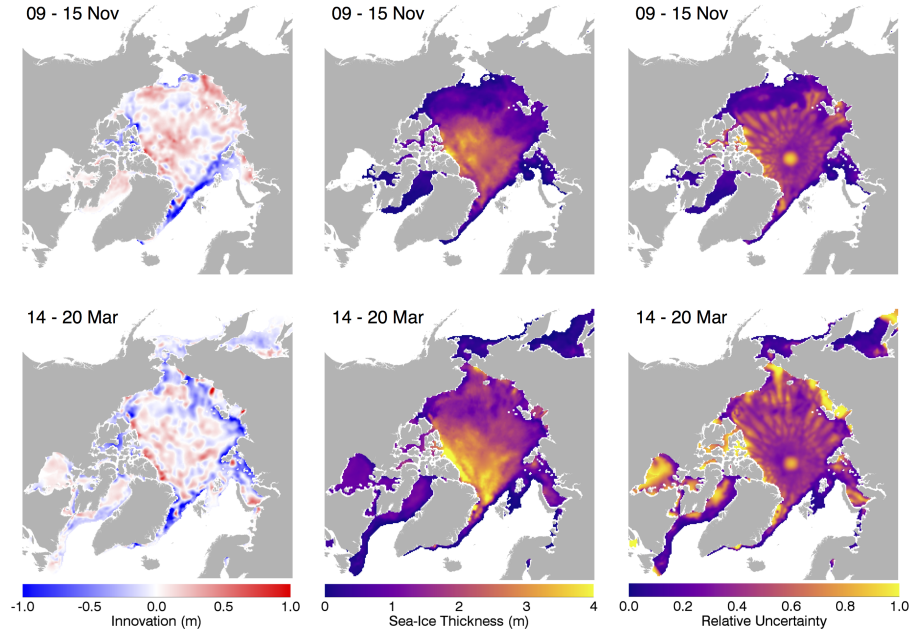 09 - 15 Nov
09 - 15 Nov
09 - 15 Nov
14 - 20 Mar
14 - 20 Mar
14 - 20 Mar
-1.0 -0.5 0.0 0.5 1.0
Innovation (m)
0 1 2 3 4
Sea-Ice Thickness (m)
0.0 0.2 0.4 0.6 0.8 1.0
Relative Uncertainty